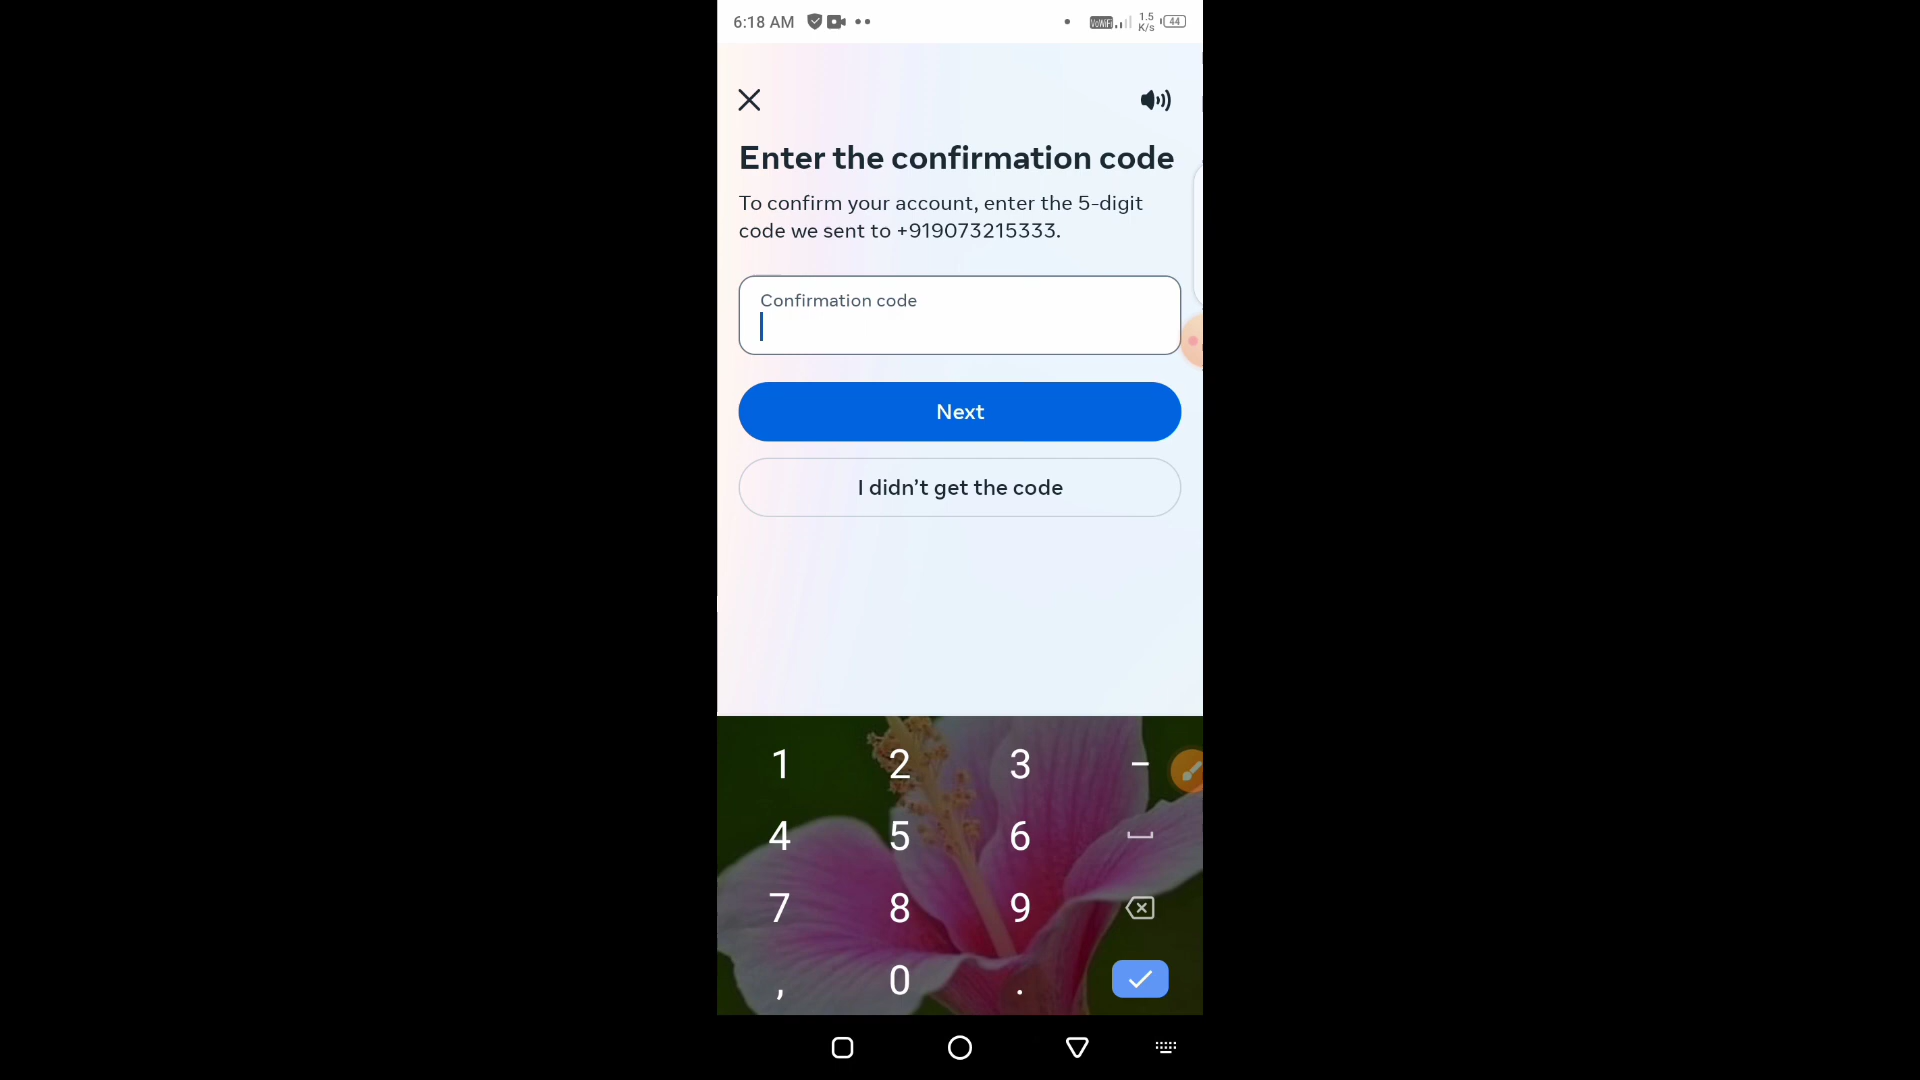 6:18 AM
VoWiFi 1.5 K/s 44
Enter the confirmation code
To confirm your account, enter the 5-digit
code we sent to +919073215333.
Confirmation code
Next
I didn’t get the code
1 2 3 -
4 5 6
7 8 9
, 0 .